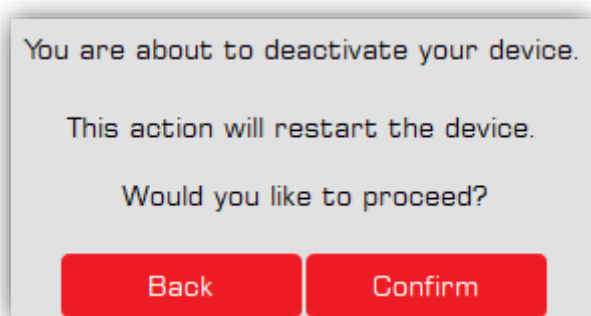 You are about to deactivate your device.
This action will restart the device.
Would you like to proceed?
Back Confirm